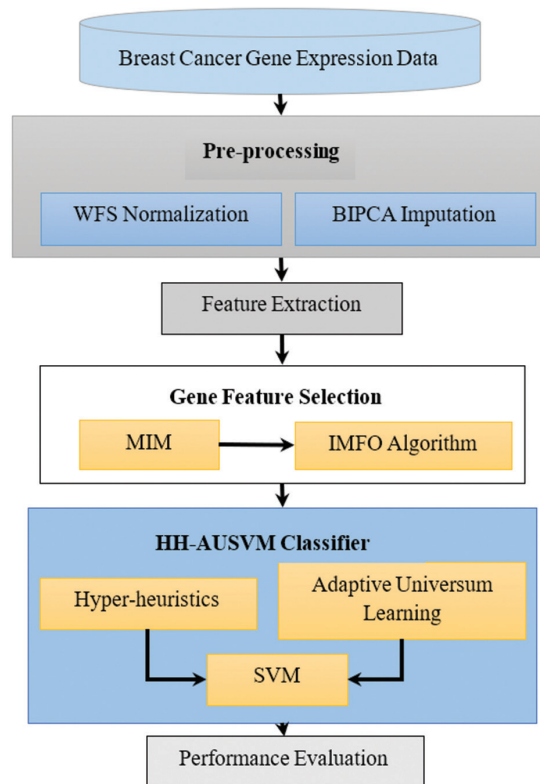 Breast Cancer Gene Expression Data
Pre-processing
WFS Normalization
BIPCA Imputation
Feature Extraction
Gene Feature Selection
MIM
IMFO Algorithm
HH-AUSVM Classifier
Hyper-heuristics
Adaptive Universum
Learning
SVM
Performance Evaluation